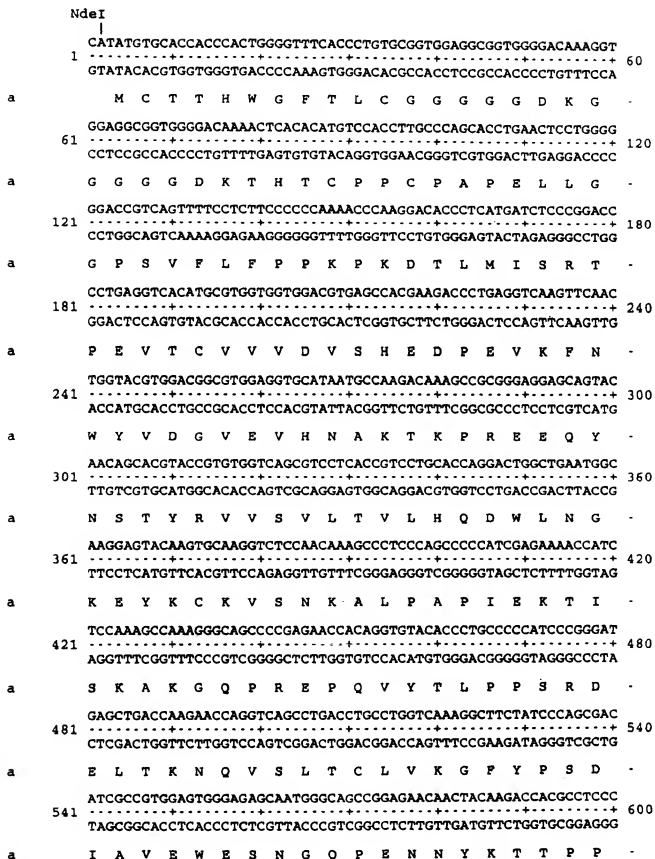 NdeI
|
CATATGTGCACCACCCACTGGGGTTTCACCCTGTGCGGTGGAGGCGGTGGGGACAAAGGT
1 ---------+---------+---------+---------+---------+---------+ 60
GTATACACGTGGTGGGTGACCCCAAAGTGGGACACGCCACCTCCGCCACCCCTGTTTCCA
a M C T T H W G F T L C G G G G D K G -
GGAGGCGGTGGGGACAAAACTCACACATGTCCACCTTGCCCAGCACCTGAACTCCTGGGG
61 ---------+---------+---------+---------+---------+---------+ 120
CCTCCGCCACCCCTGTTTTGAGTGTGTACAGGTGGAACGGGTCGTGGACTTGAGGACCCC
a G G G G D K T H T C P P C P A P E L L G -
GGACCGTCAGTTTTCCTCTTCCCCCCAAAACCCAAGGACACCCTCATGATCTCCCGGACC
121 ---------+---------+---------+---------+---------+---------+ 180
CCTGGCAGTCAAAAGGAGAAGGGGGGTTTTGGGTTCCTGTGGGAGTACTAGAGGGCCTGG
a G P S V F L F P P K P K D T L M I S R T -
CCTGAGGTCACATGCGTGGTGGTGGACGTGAGCCACGAAGACCCTGAGGTCAAGTTCAAC
181 ---------+---------+---------+---------+---------+---------+ 240
GGACTCCAGTGTACGCACCACCACCTGCACTCGGTGCTTCTGGGACTCCAGTTCAAGTTG
a P E V T C V V V D V S H E D P E V K F N -
TGGTACGTGGACGGCGTGGAGGTGCATAATGCCAAGACAAAGCCGCGGGAGGAGCAGTAC
241 ---------+---------+---------+---------+---------+---------+ 300
ACCATGCACCTGCCGCACCTCCACGTATTACGGTTCTGTTTCGGCGCCCTCCTCGTCATG
a W Y V D G V E V H N A K T K P R E E Q Y -
AACAGCACGTACCGTGTGGTCAGCGTCCTCACCGTCCTGCACCAGGACTGGCTGAATGGC
301 ---------+---------+---------+---------+---------+---------+ 360
TTGTCGTGCATGGCACACCAGTCGCAGGAGTGGCAGGACGTGGTCCTGACCGACTTACCG
a N S T Y R V V S V L T V L H Q D W L N G -
AAGGAGTACAAGTGCAAGGTCTCCAACAAAGCCCTCCCAGCCCCCATCGAGAAAACCATC
361 ---------+---------+---------+---------+---------+---------+ 420
TTCCTCATGTTCACGTTCCAGAGGTTGTTTCGGGAGGGTCGGGGGTAGCTCTTTTGGTAG
a K E Y K C K V S N K A L P A P I E K T I -
TCCAAAGCCAAAGGGCAGCCCCGAGAACCACAGGTGTACACCCTGCCCCCATCCCGGGAT
421 ---------+---------+---------+---------+---------+---------+ 480
AGGTTTCGGTTTCCCGTCGGGGCTCTTGGTGTCCACATGTGGGACGGGGGTAGGGCCCTA
a S K A K G Q P R E P Q V Y T L P P S R D -
GAGCTGACCAAGAACCAGGTCAGCCTGACCTGCCTGGTCAAAGGCTTCTATCCCAGCGAC
481 ---------+---------+---------+---------+---------+---------+ 540
CTCGACTGGTTCTTGGTCCAGTCGGACTGGACGGACCAGTTTCCGAAGATAGGGTCGCTG
a E L T K N Q V S L T C L V K G F Y P S D -
ATCGCCGTGGAGTGGGAGAGCAATGGGCAGCCGGAGAACAACTACAAGACCACGCCTCCC
541 ---------+---------+---------+---------+---------+---------+ 600
TAGCGGCACCTCACCCTCTCGTTACCCGTCGGCCTCTTGTTGATGTTCTGGTGCGGAGGG
a I A V E W E S N G Q P E N N Y K T T P P